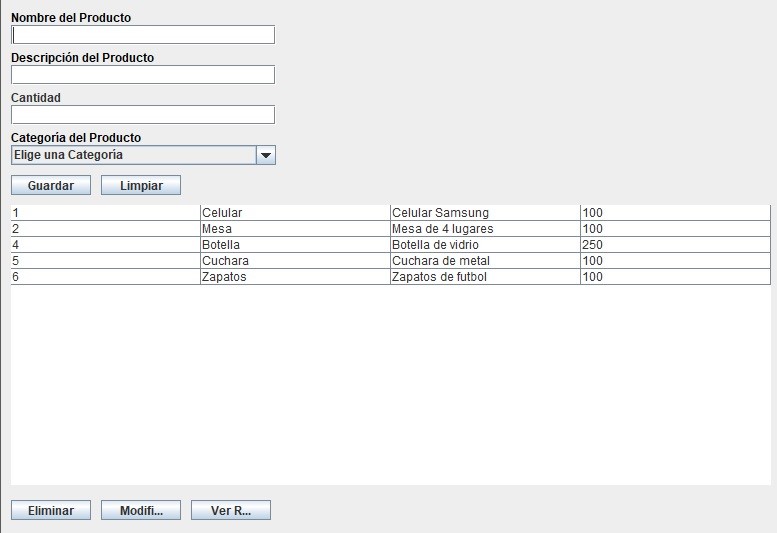 Nombre del Producto
Descripción del Producto
Cantidad
Categoría del Producto
Elige una Categoría
Guardar Limpiar
1 Celular Celular Samsung 100
2 Mesa Mesa de 4 lugares 100
4 Botella Botella de vidrio 250
5 Cuchara Cuchara de metal 100
6 Zapatos Zapatos de futbol 100
Eliminar Modifi... Ver R...